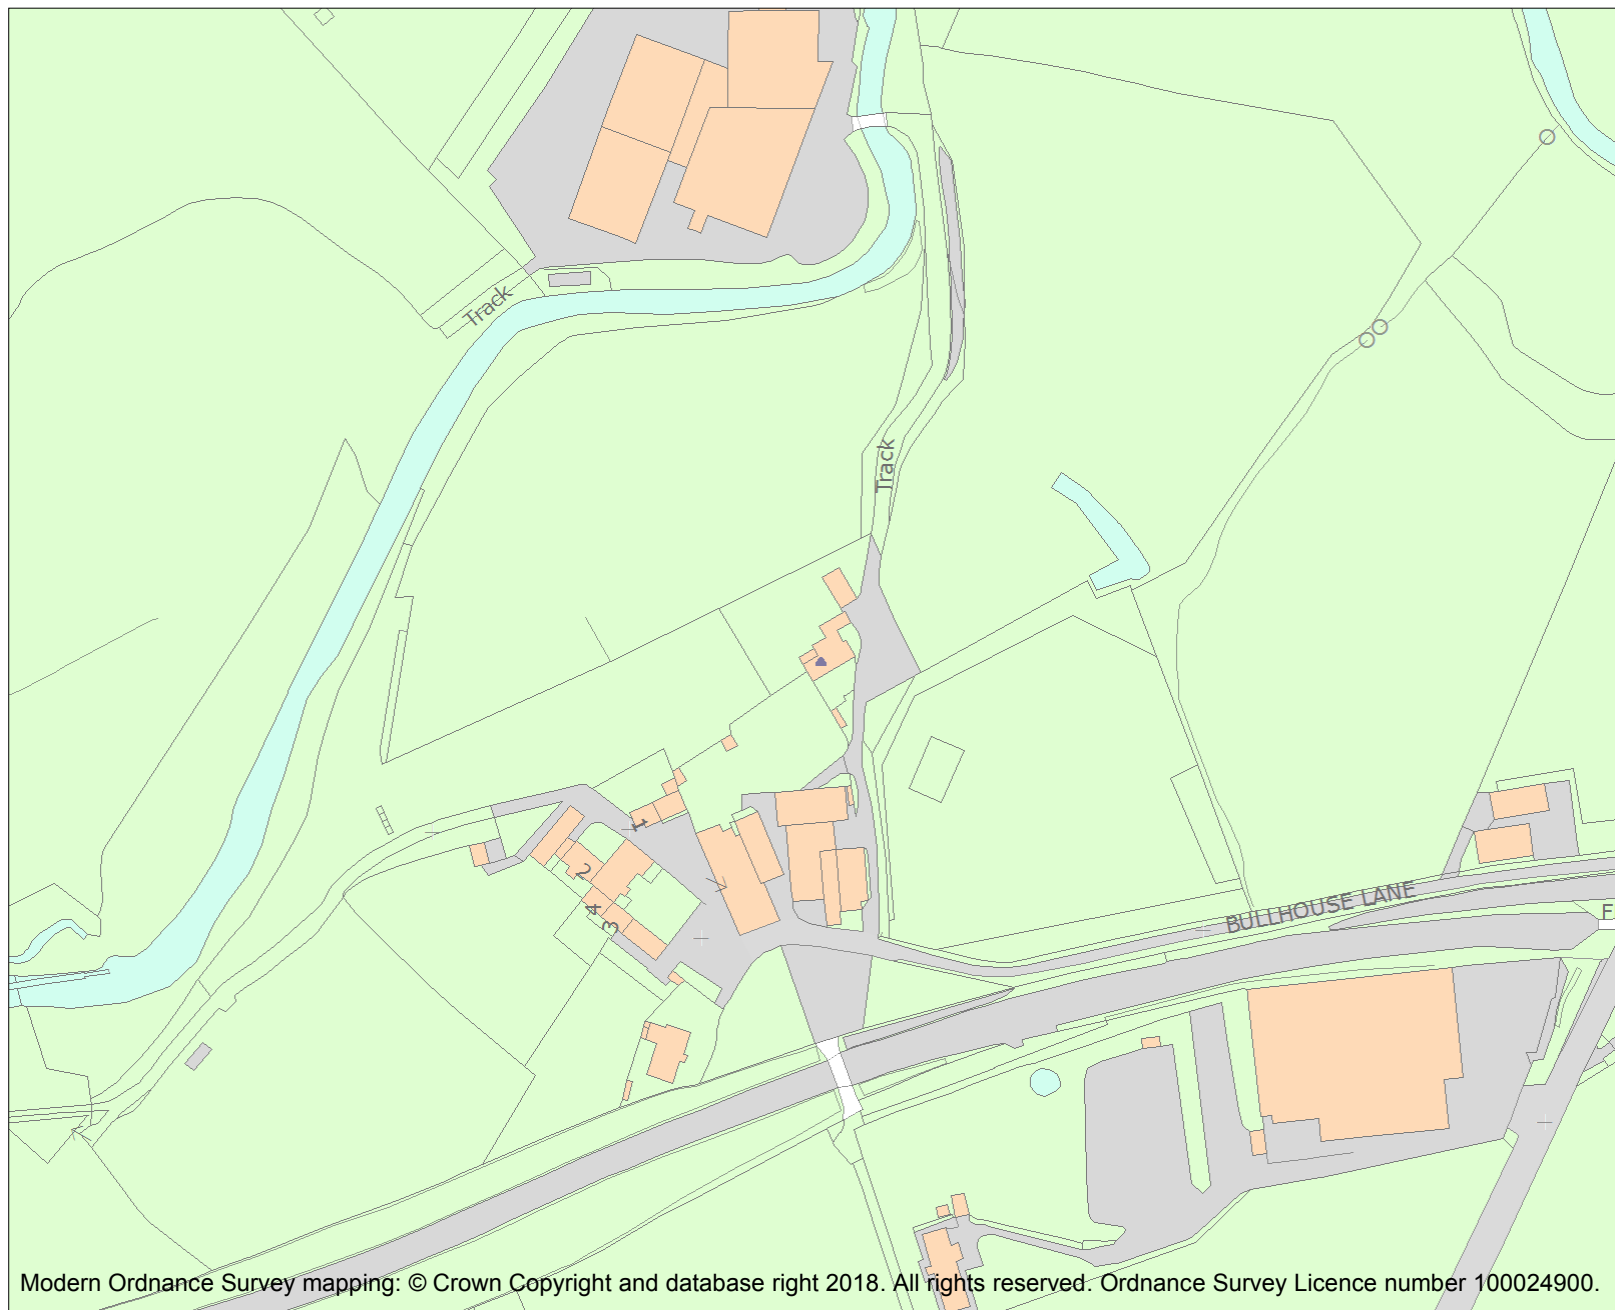 Track
Track
1
2
4
3
BULLHOUSE LANE
F
Modern Ordnance Survey mapping: © Crown Copyright and database right 2018. All rights reserved. Ordnance Survey Licence number 100024900.